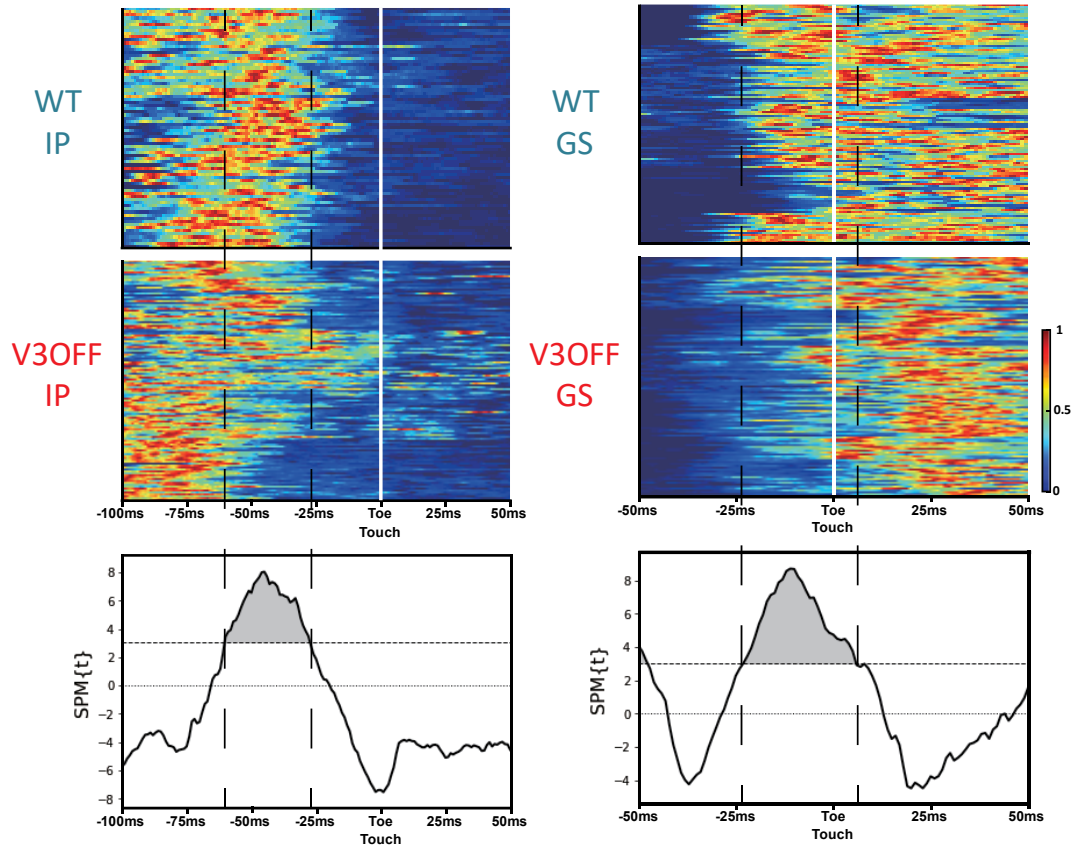 WT
IP
WT
GS
V3OFF
IP
V3OFF
GS
1
0.5
0
-100ms -75ms -50ms -25ms Toe 25ms 50ms
Touch
-50ms -25ms Toe 25ms 50ms
Touch
SPM{t}
8
6
4
2
0
−2
−4
−6
−8
-100ms -75ms -50ms -25ms Toe 25ms 50ms
Touch
SPM{t}
8
6
4
2
0
−2
−4
-50ms -25ms Toe 25ms 50ms
Touch